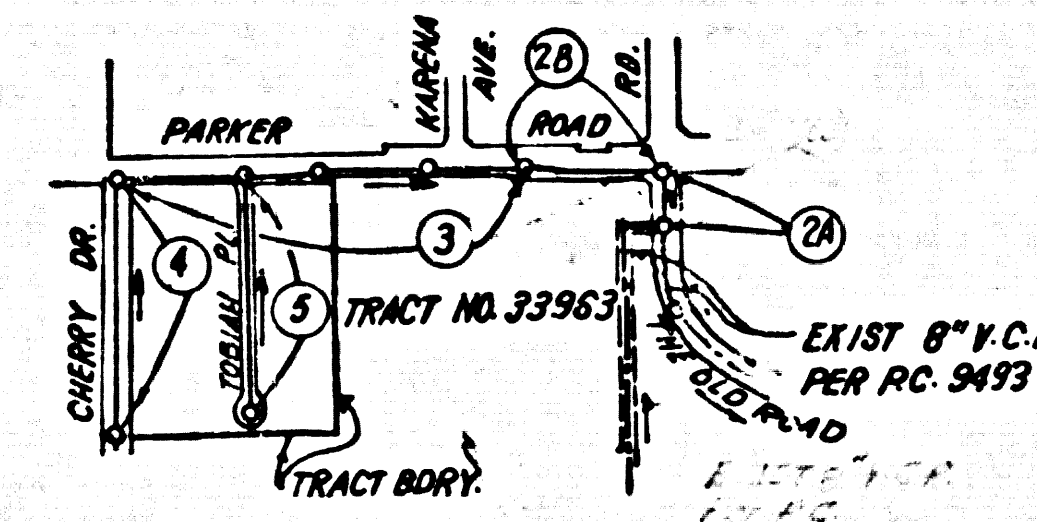 KARENA
AVE.
2B
RD.
PARKER
ROAD
CHERRY DR.
4
TOBIAH PL.
3
2A
5
TRACT NO. 33963
EXIST 8" V.C.
PER P.C. 9493
THE OLD ROAD
TRACT BDRY.